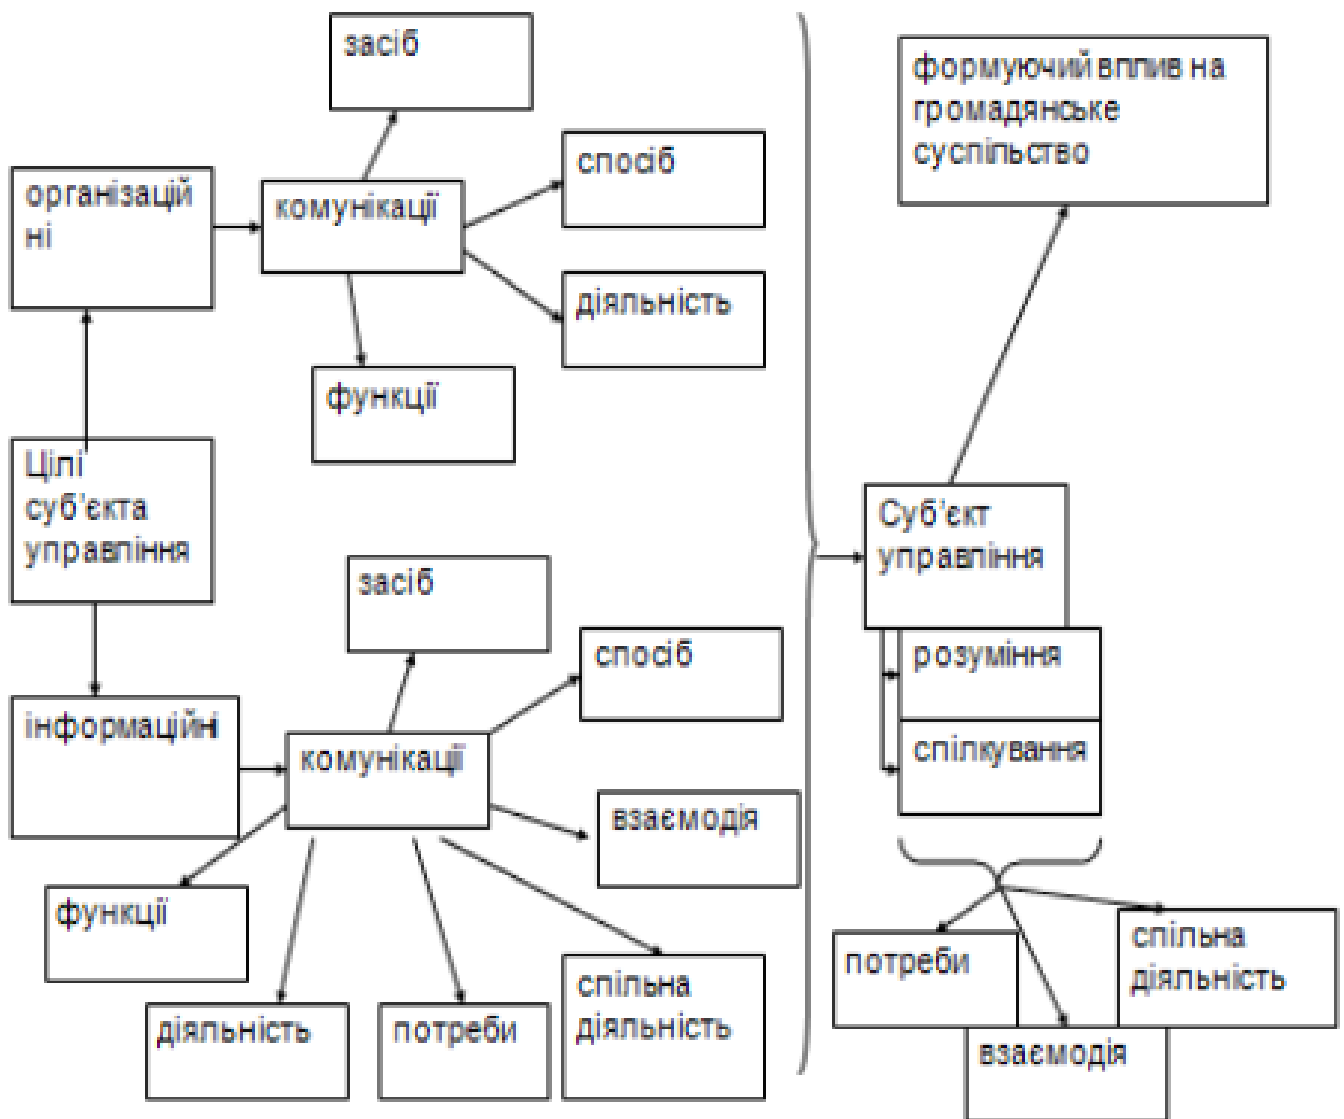 засіб
формуючий вплив на
громадянське
суспільство
спосіб
організацій
ні
комунікації
діяльність
функції
Цілі
суб'єкта
управління
Суб'єкт
управління
засіб
спосіб
розуміння
інформаційні
комунікації
спілкування
взаємодія
функції
потреби
спільна
діяльність
спільна
діяльність
діяльність
потреби
взаємодія